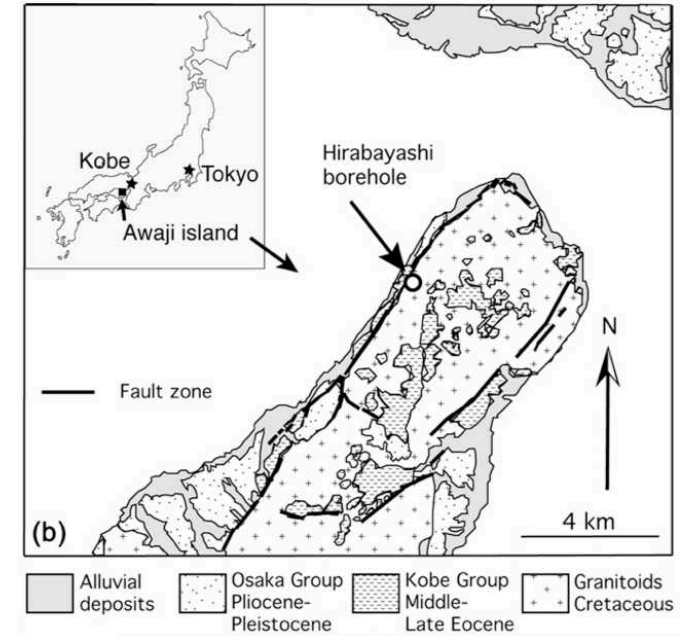 Kobe
Tokyo
Awaji island
Hirabayashi
borehole
N
Fault zone
4 km
(b)
Alluvial
deposits
Osaka Group
Pliocene-
Pleistocene
Kobe Group
Middle-
Late Eocene
Granitoids
Cretaceous